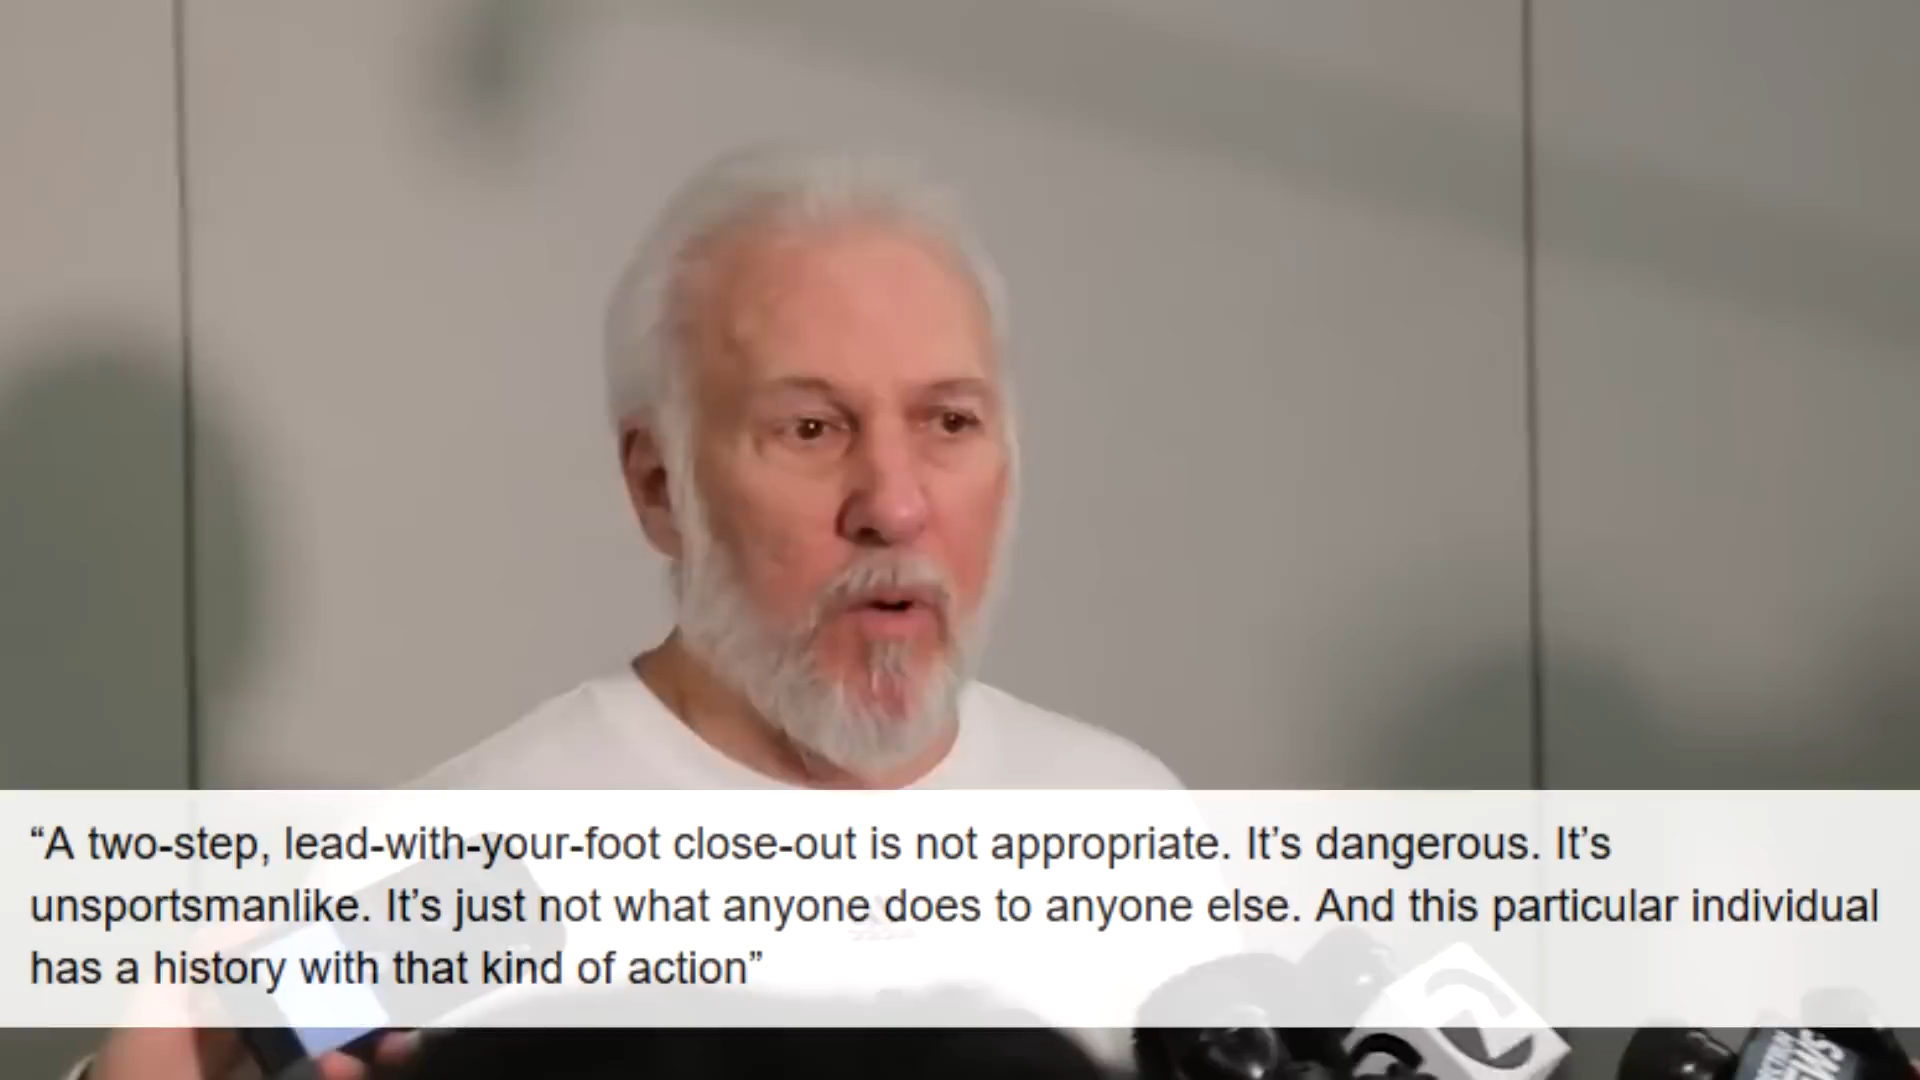 “A two-step, lead-with-your-foot close-out is not appropriate. It’s dangerous. It’s
unsportsmanlike. It’s just not what anyone does to anyone else. And this particular individual
has a history with that kind of action”
NEWS